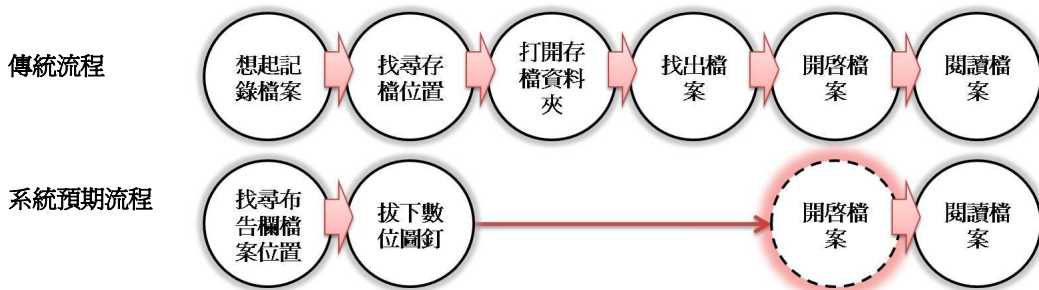 傳統流程
想起記
錄檔案
找尋存
檔位置
打開存
檔資料
夾
找出檔
案
開啓檔
案
閱讀檔
案
系統預期流程
找尋布
告欄檔
案位置
拔下數
位圖釘
開啓檔
案
閱讀檔
案